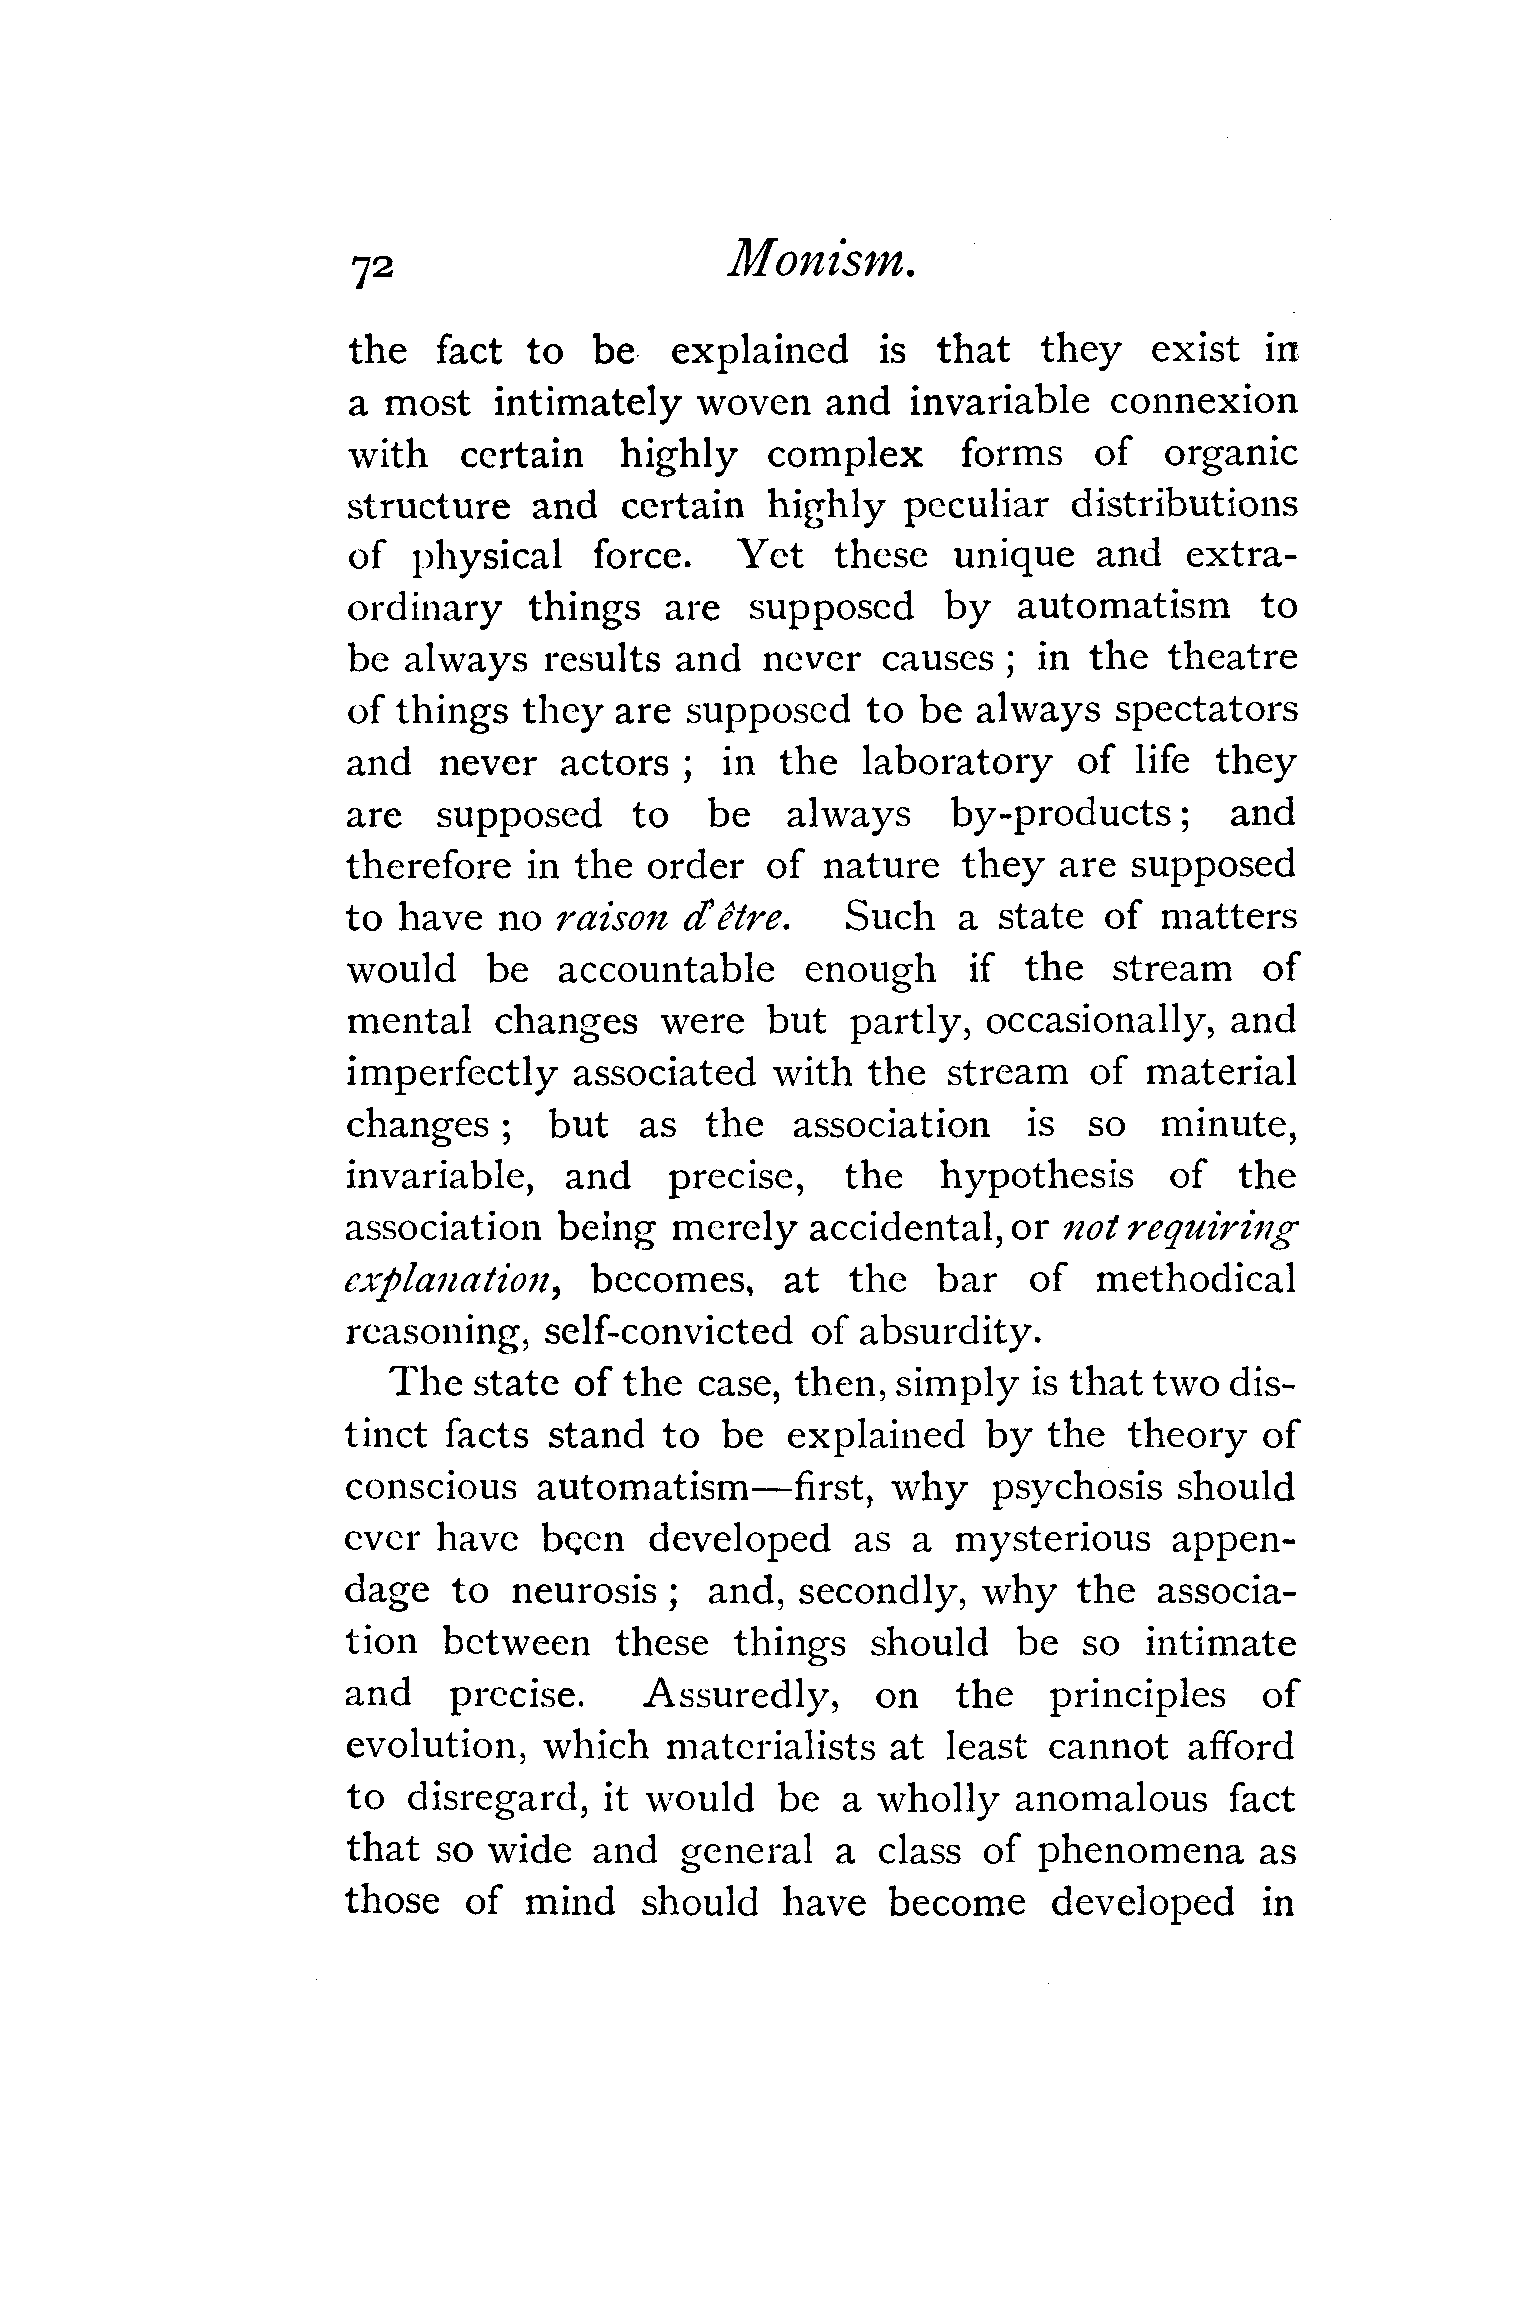 72 Monism.
the fact to be explained is that they exist in
a most intimately woven and invariable connexion
with certain highly complex forms of organic
structure and certain highly peculiar distributions
of physical force. Yet these unique and extra-
ordinary things are supposed by automatism to
be always results and never causes ; in the theatre
of things they are supposed to be always spectators
and never actors ; in the laboratory of life they
are supposed to be always by-products ; and
therefore in the order of nature they are supposed
to have no raison d'être. Such a state of matters
would be accountable enough if the stream of
mental changes were but partly, occasionally, and
imperfectly associated with the stream of material
changes ; but as the association is so minute,
invariable, and precise, the hypothesis of the
association being merely accidental, or not requiring
explanation, becomes, at the bar of methodical
reasoning, self-convicted of absurdity.
The state of the case, then, simply is that two dis-
tinct facts stand to be explained by the theory of
conscious automatism—first, why psychosis should
ever have been developed as a mysterious appen-
dage to neurosis ; and, secondly, why the associa-
tion between these things should be so intimate
and precise. Assuredly, on the principles of
evolution, which materialists at least cannot afford
to disregard, it would be a wholly anomalous fact
that so wide and general a class of phenomena as
those of mind should have become developed in